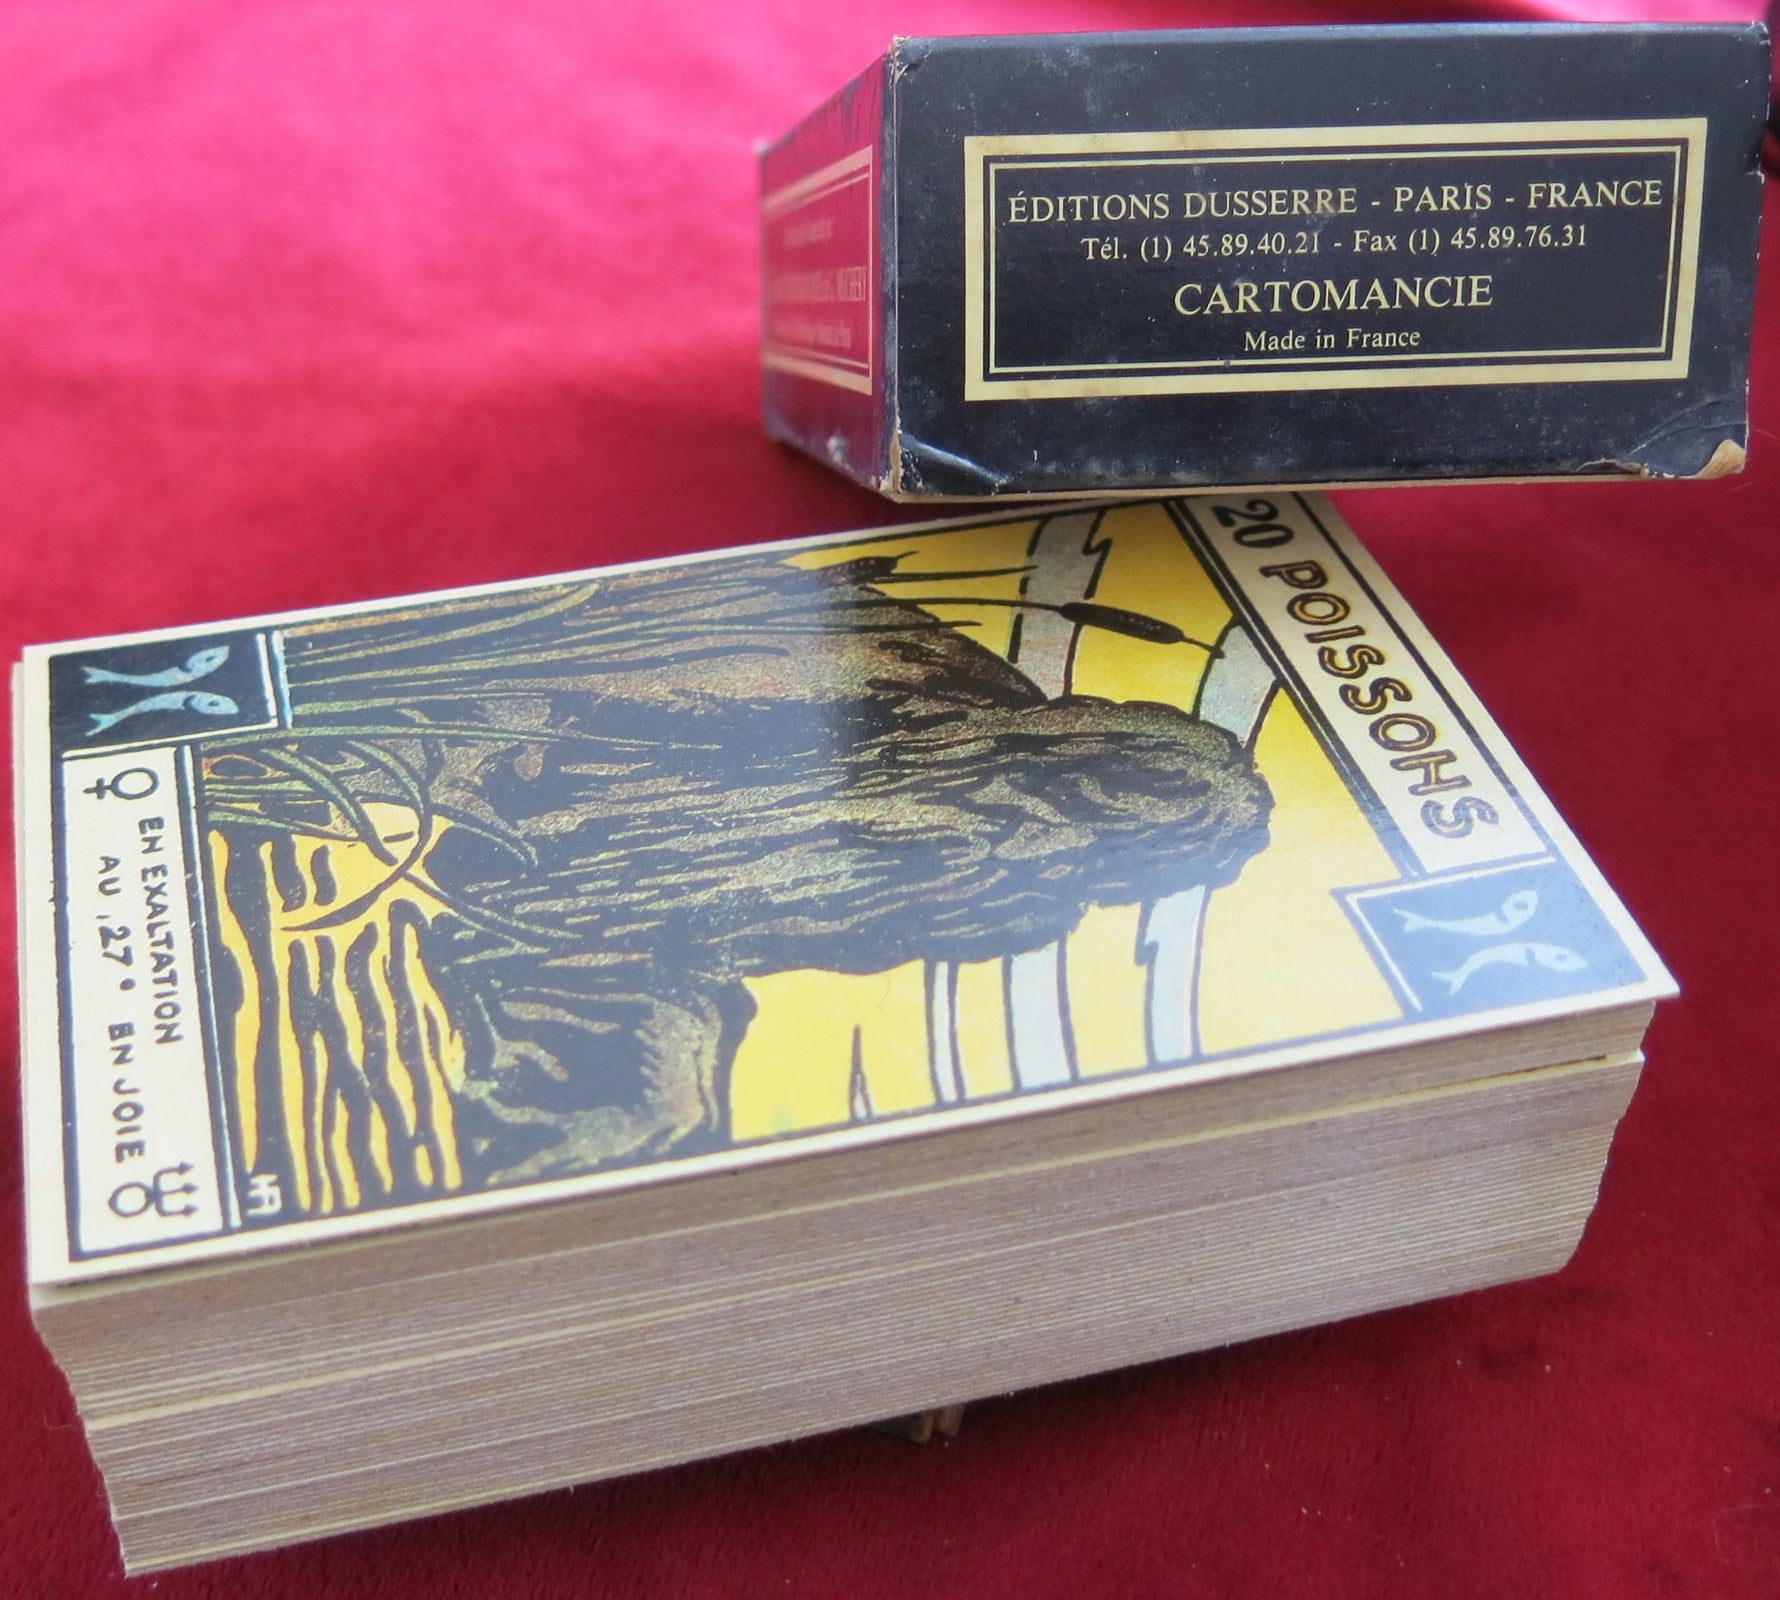 ÉDITIONS DUSSERRE - PARIS - FRANCE
Tél. (1) 45.89.40.21 - Fax (1) 45.89.76.31
CARTOMANCIE
Made in France
20 POISSONS
♀ EN EXALTATION
AU 27° EN JOIE
HA